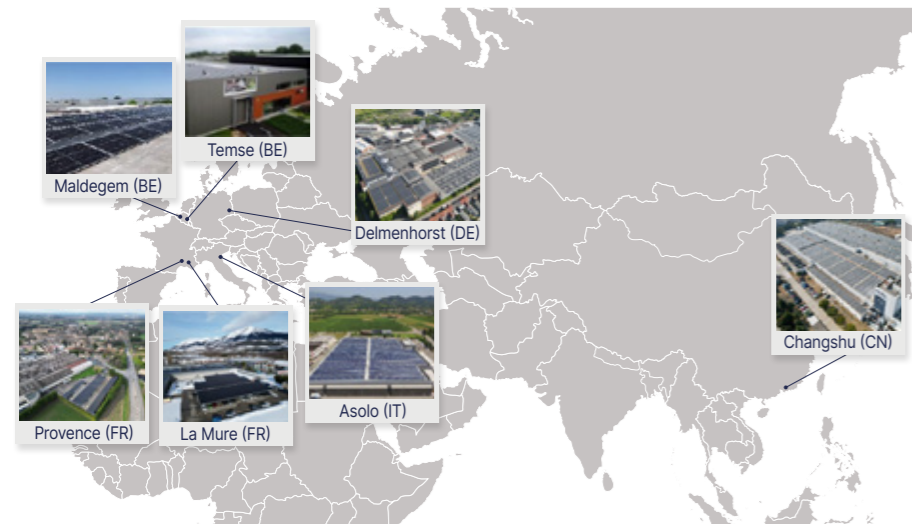 Temse (BE)
Maldegem (BE)
Delmenhorst (DE)
Changshu (CN)
Asolo (IT)
Provence (FR)
La Mure (FR)